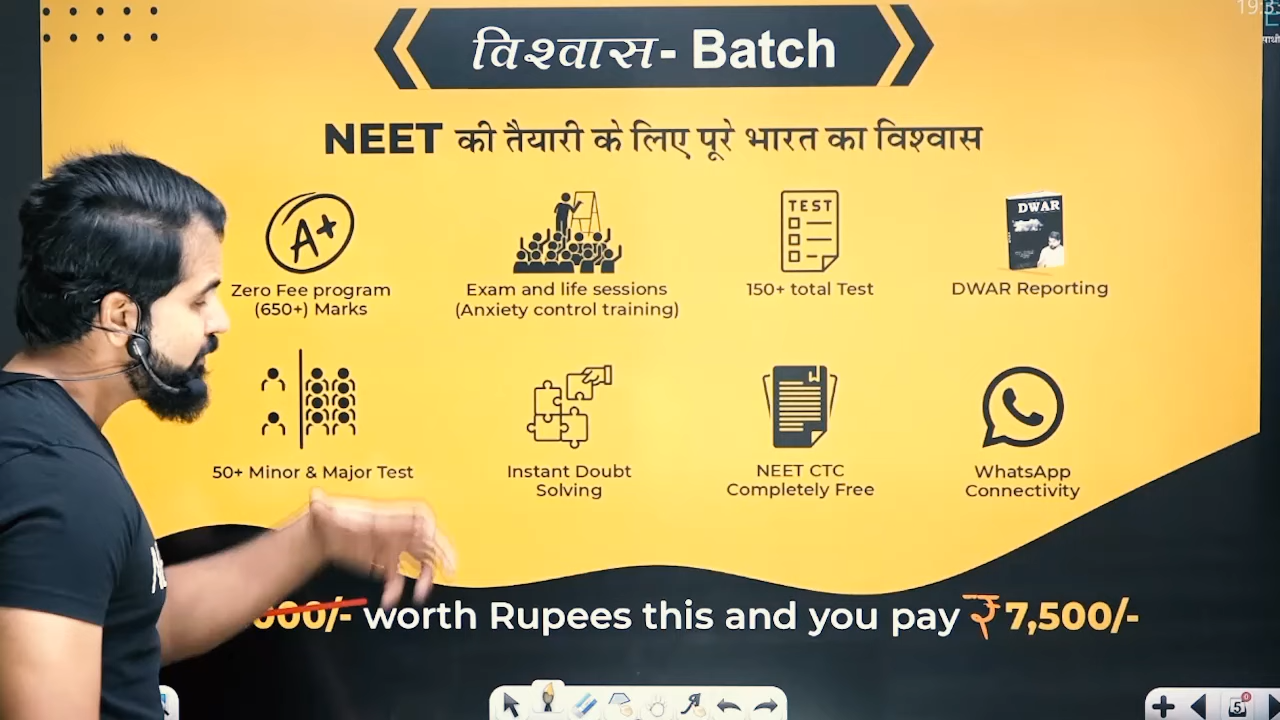 विश्वास- Batch
NEET की तैयारी के लिए पूरे भारत का विश्वास
A+
Zero Fee program
(650+) Marks
Exam and life sessions
(Anxiety control training)
TEST
150+ total Test
DWAR
DWAR Reporting
50+ Minor & Major Test
Instant Doubt
Solving
NEET CTC
Completely Free
WhatsApp
Connectivity
000/- worth Rupees this and you pay ₹ 7,500/-
5